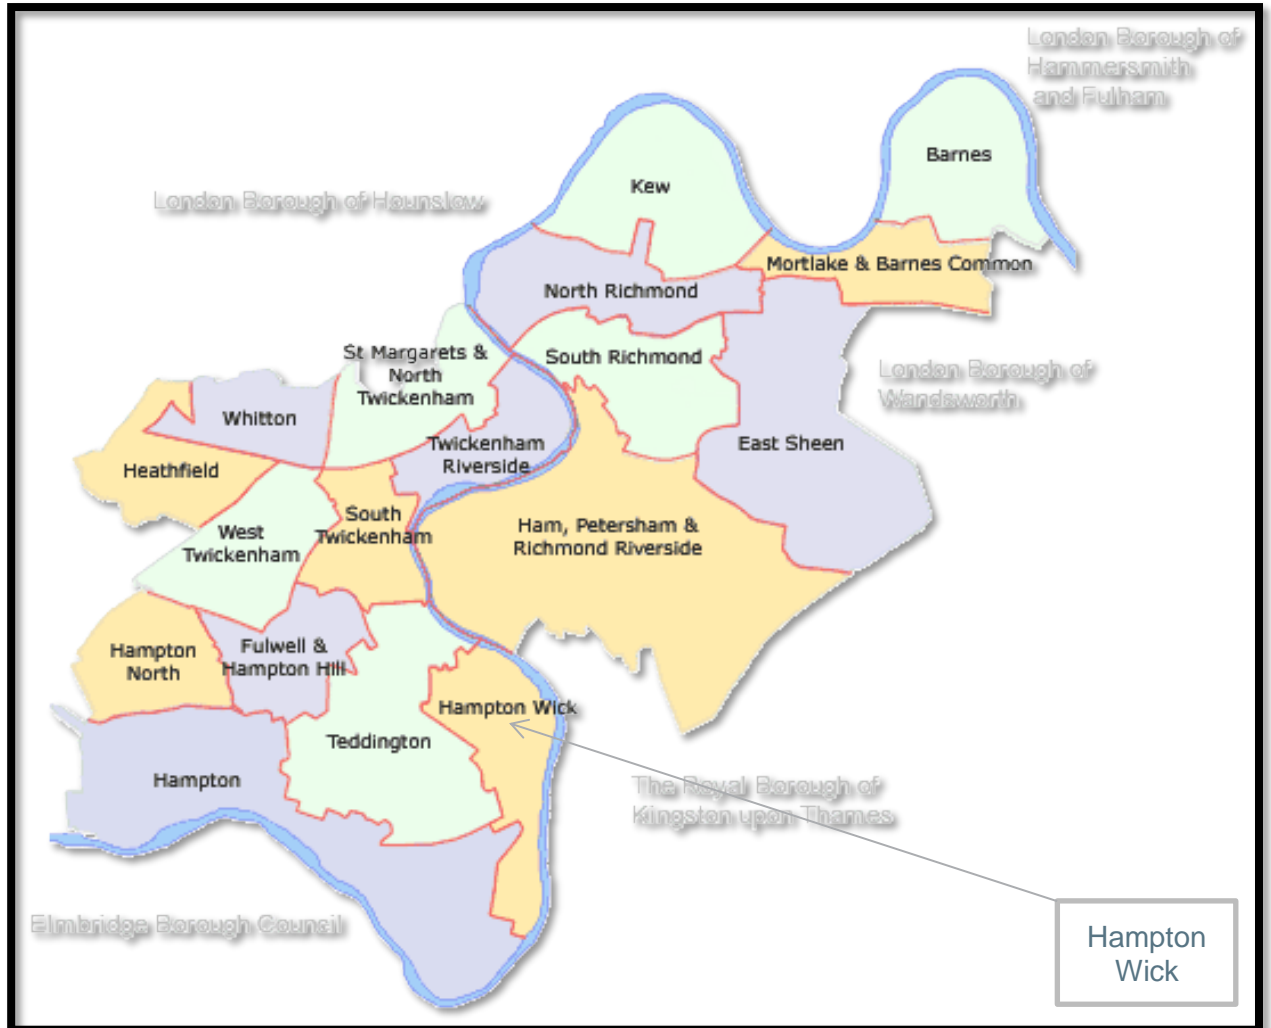 London Borough of
Hammersmith
and Fulham
Barnes
Kew
London Borough of Hounslow
Mortlake & Barnes Common
North Richmond
St Margarets &
North
Twickenham
South Richmond
London Borough of
Wandsworth
Whitton
Twickenham
Riverside
East Sheen
Heathfield
South
Twickenham
West
Twickenham
Ham, Petersham &
Richmond Riverside
Hampton
North
Fulwell &
Hampton Hill
Hampton Wick
Teddington
Hampton
The Royal Borough of
Kingston upon Thames
Elmbridge Borough Council
Hampton
Wick